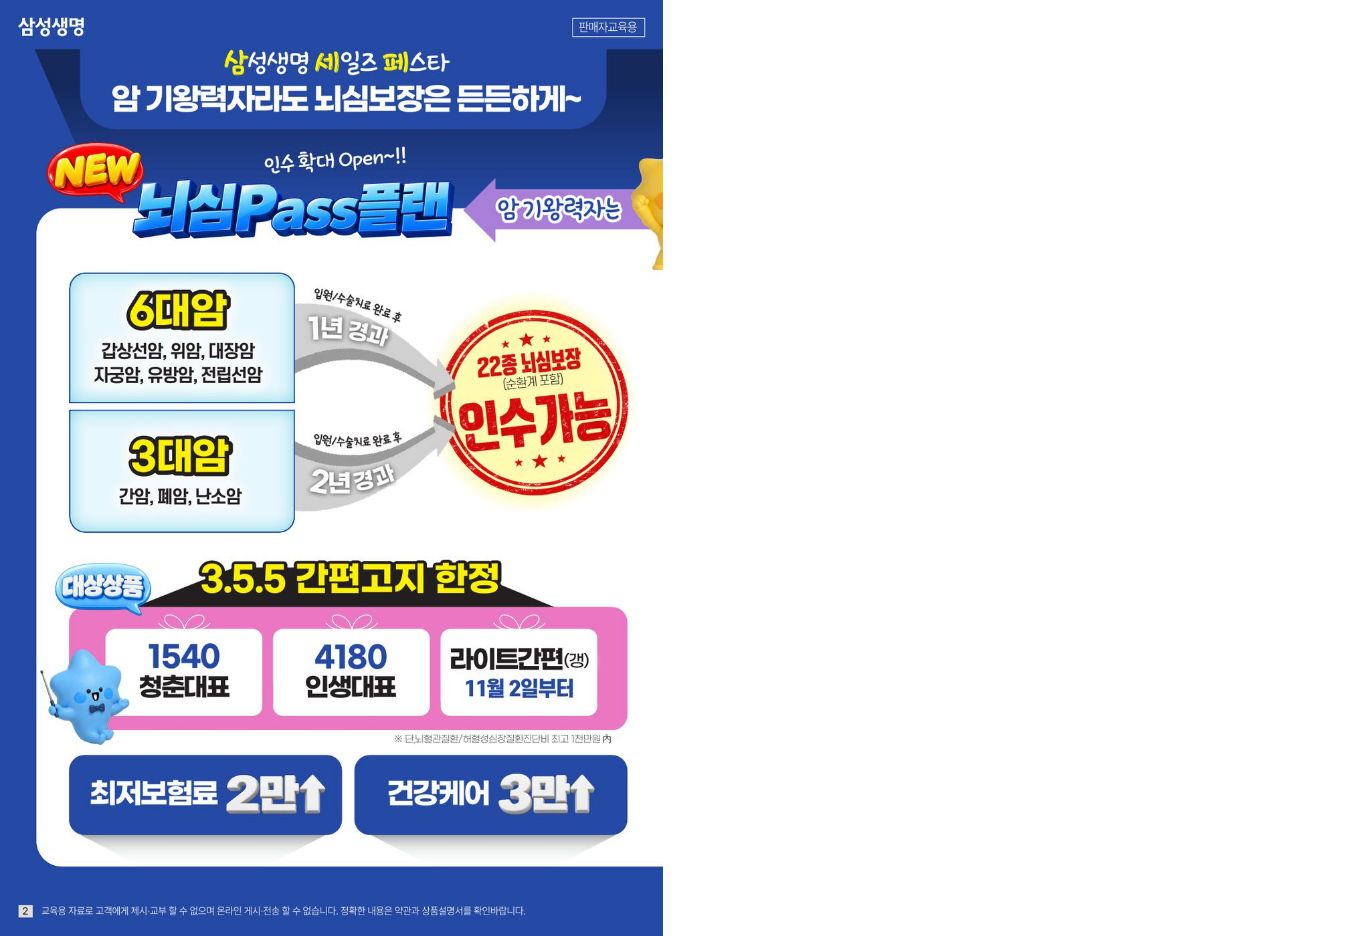 삼성생명
판매자교육용
삼성생명 세일즈 페스타
암 기왕력자라도 뇌심보장은 든든하게~
NEW
인수 확대 Open~!!
뇌심Pass플랜
암 기왕력자는
6대암
갑상선암, 위암, 대장암
자궁암, 유방암, 전립선암
입원/수술치료 완료 후
1년 경과
22종 뇌심보장
(순환계 포함)
인수가능
3대암
간암, 폐암, 난소암
입원/수술치료 완료 후
2년 경과
대상상품
3.5.5 간편고지 한정
1540
청춘대표
4180
인생대표
라이트간편(갱)
11월 2일부터
※ 단,뇌혈관질환/허혈성심장질환진단비 최고 1천만원 內
최저보험료 2만↑
건강케어 3만↑
2 교육용 자료로 고객에게 제시·교부 할 수 없으며 온라인 게시·전송 할 수 없습니다. 정확한 내용은 약관과 상품설명서를 확인바랍니다.